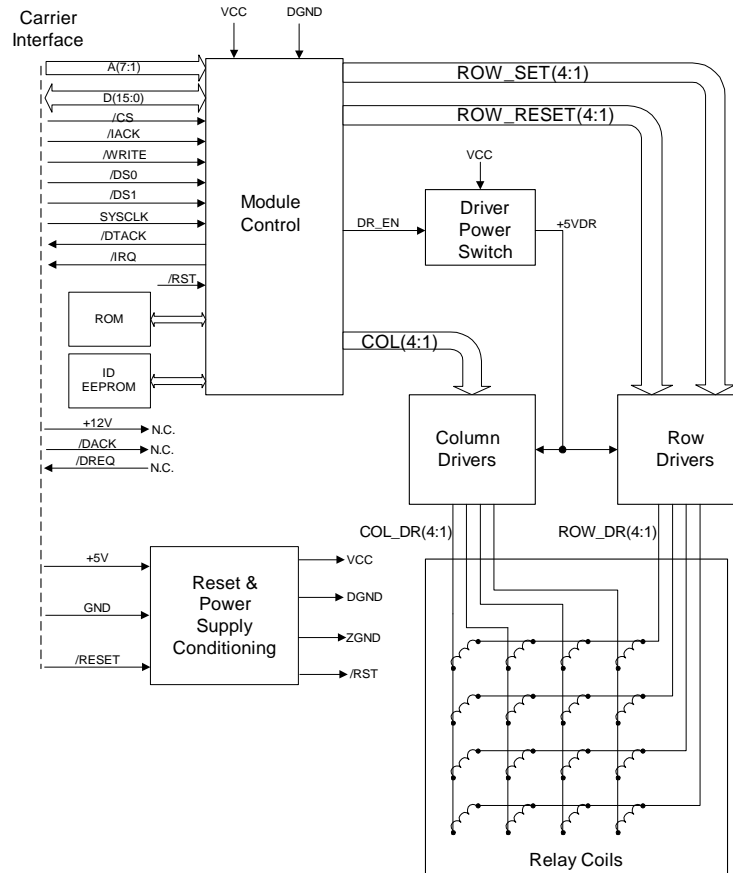 Carrier
Interface
VCC
DGND
A(7:1)
D(15:0)
/CS
/IACK
/WRITE
/DS0
/DS1
SYSCLK
/DTACK
/IRQ
/RST
Module
Control
ROW_SET(4:1)
ROW_RESET(4:1)
VCC
DR_EN
Driver
Power
Switch
+5VDR
ROM
ID
EEPROM
COL(4:1)
+12V
N.C.
/DACK
N.C.
/DREQ
N.C.
Column
Drivers
Row
Drivers
COL_DR(4:1)
ROW_DR(4:1)
+5V
GND
/RESET
Reset &
Power
Supply
Conditioning
VCC
DGND
ZGND
/RST
Relay Coils